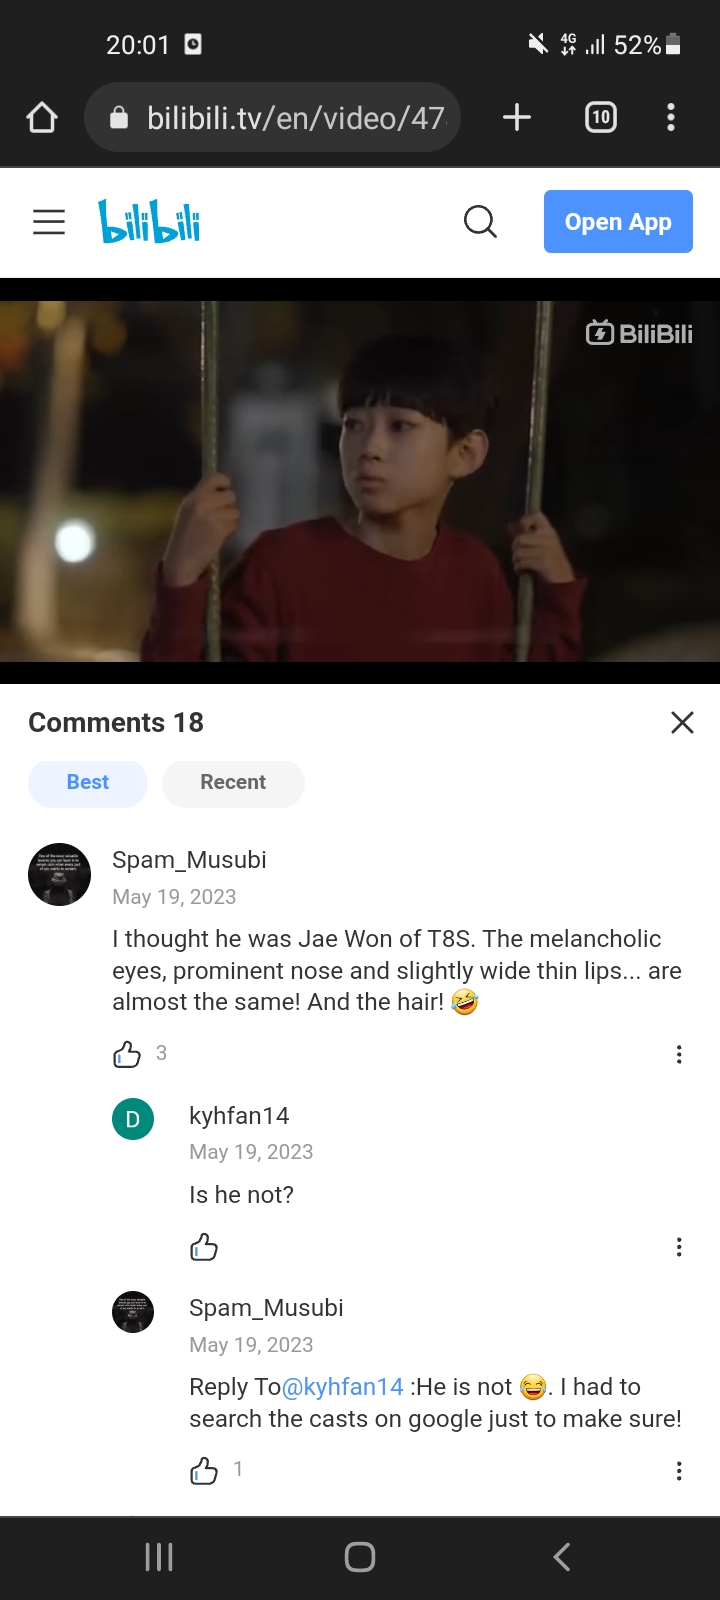 20:01
4G
52%
bilibili.tv/en/video/47
10
bilibili
Open App
BiliBili
Comments 18
Best
Recent
Spam_Musubi
May 19, 2023
I thought he was Jae Won of T8S. The melancholic
eyes, prominent nose and slightly wide thin lips... are
almost the same! And the hair! 🤣
3
D
kyhfan14
May 19, 2023
Is he not?
Spam_Musubi
May 19, 2023
Reply To@kyhfan14 :He is not 😂. I had to
search the casts on google just to make sure!
1